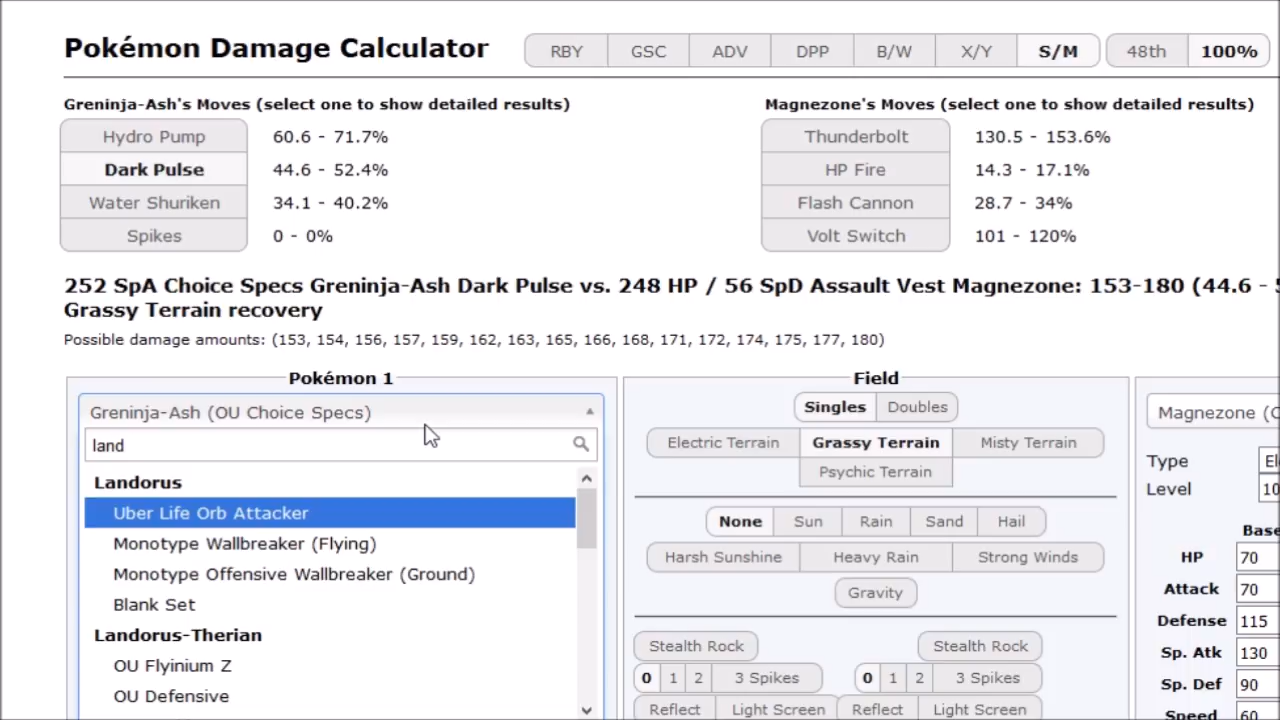 Pokémon Damage Calculator
RBY GSC ADV DPP B/W X/Y S/M 48th 100%
Greninja-Ash's Moves (select one to show detailed results)
Hydro Pump 60.6 - 71.7%
Dark Pulse 44.6 - 52.4%
Water Shuriken 34.1 - 40.2%
Spikes 0 - 0%
Magnezone's Moves (select one to show detailed results)
Thunderbolt 130.5 - 153.6%
HP Fire 14.3 - 17.1%
Flash Cannon 28.7 - 34%
Volt Switch 101 - 120%
252 SpA Choice Specs Greninja-Ash Dark Pulse vs. 248 HP / 56 SpD Assault Vest Magnezone: 153-180 (44.6 -
Grassy Terrain recovery
Possible damage amounts: (153, 154, 156, 157, 159, 162, 163, 165, 166, 168, 171, 172, 174, 175, 177, 180)
Pokémon 1
Greninja-Ash (OU Choice Specs)
land
Landorus
Uber Life Orb Attacker
Monotype Wallbreaker (Flying)
Monotype Offensive Wallbreaker (Ground)
Blank Set
Landorus-Therian
OU Flyinium Z
OU Defensive
Field
Singles Doubles
Electric Terrain Grassy Terrain Misty Terrain
Psychic Terrain
None Sun Rain Sand Hail
Harsh Sunshine Heavy Rain Strong Winds
Gravity
Stealth Rock Stealth Rock
0 1 2 3 Spikes 0 1 2 3 Spikes
Reflect Light Screen Reflect Light Screen
Magnezone (
Type
Level 10
Base
HP 70
Attack 70
Defense 115
Sp. Atk 130
Sp. Def 90
Speed 60